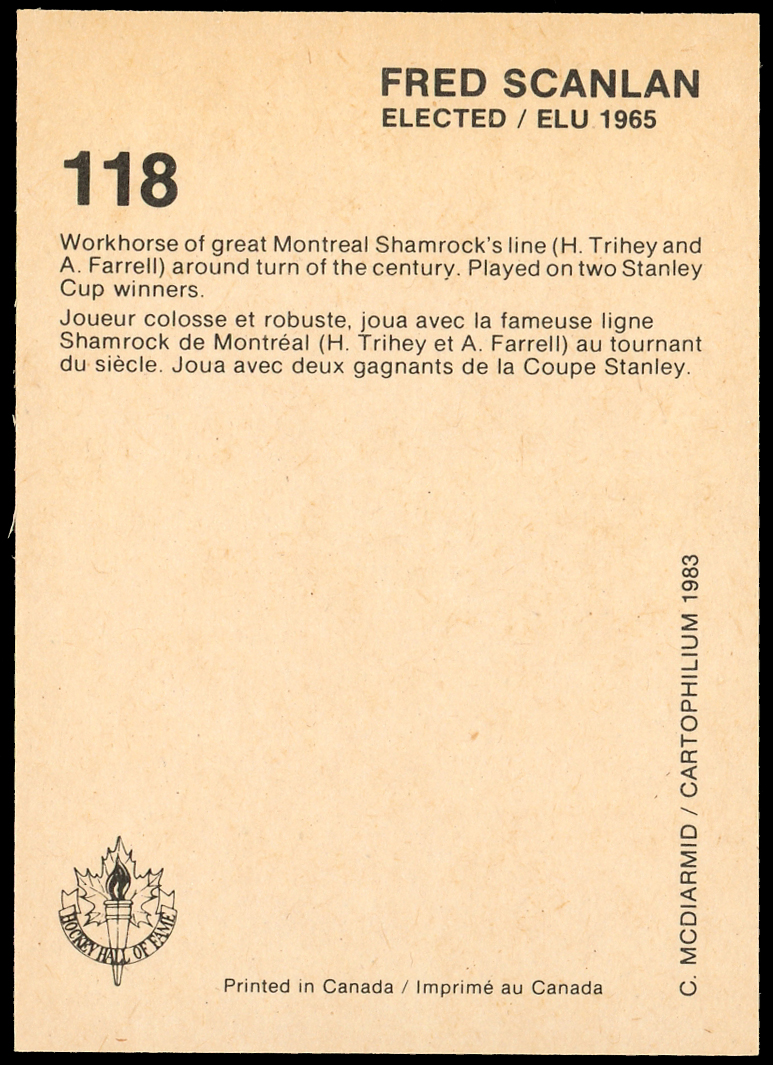 FRED SCANLAN
ELECTED / ELU 1965
118
Workhorse of great Montreal Shamrock's line (H. Trihey and
A. Farrell) around turn of the century. Played on two Stanley
Cup winners.
Joueur colosse et robuste, joua avec la fameuse ligne
Shamrock de Montréal (H. Trihey et A. Farrell) au tournant
du siècle. Joua avec deux gagnants de la Coupe Stanley.
C. MCDIARMID / CARTOPHILIUM 1983
HOCKEY HALL OF FAME
Printed in Canada / Imprimé au Canada